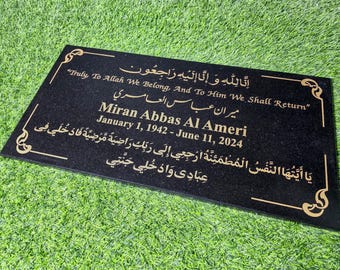 إِنَّا لِلَّٰهِ وَ إِنَّا إِلَيْهِ رَاجِعُون
"Truly, To Allah We Belong, And To Him We Shall Return"
ميران عباس العامري
Miran Abbas Al Ameri
January 1, 1942 - June 11, 2024
يَا أَيَّتُهَا النَّفْسُ الْمُطْمَئِنَّةُ ارْجِعِي إِلَى رَبِّكِ رَاضِيَةً مَّرْضِيَّةً فَادْخُلِي فِي
عِبَادِي وَادْخُلِي جَنَّتِي